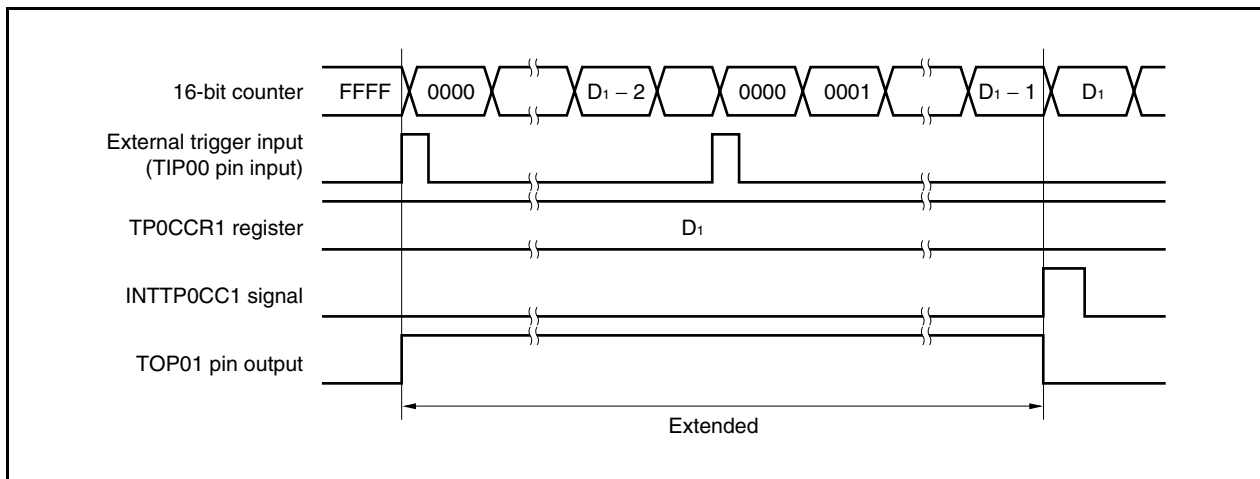 16-bit counter FFFF 0000 D₁ − 2 0000 0001 D₁ − 1 D₁
External trigger input
(TIP00 pin input)
TP0CCR1 register D₁
INTTP0CC1 signal
TOP01 pin output
Extended